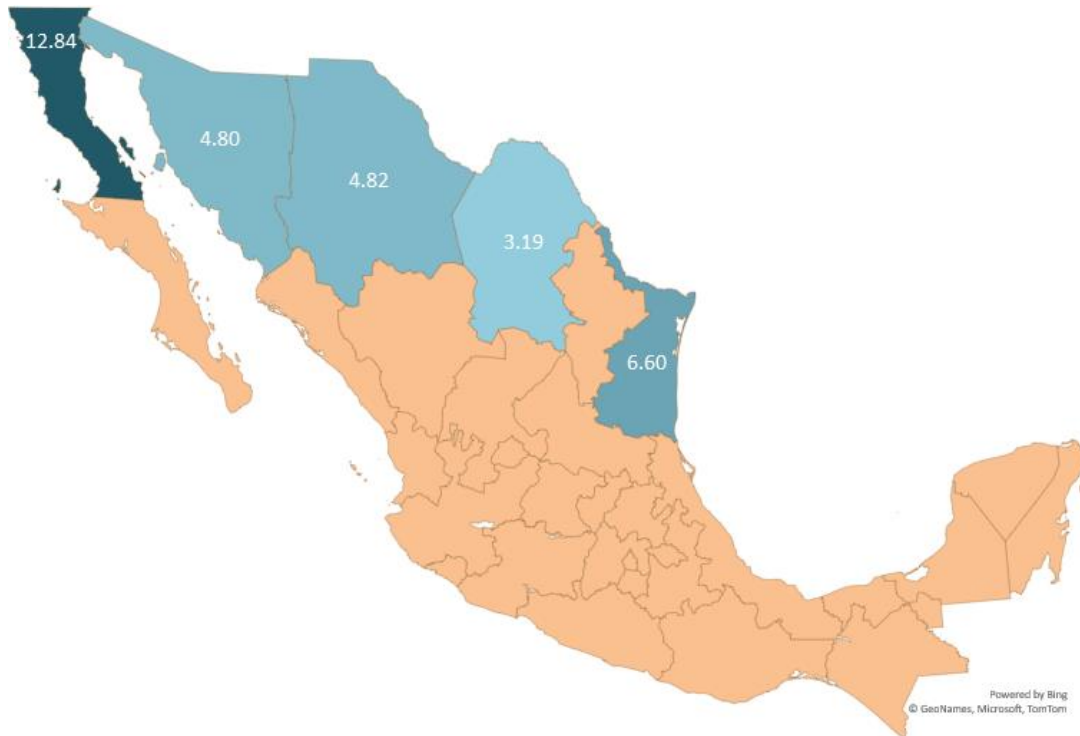 12.84
4.80
4.82
3.19
6.60
Powered by Bing
© GeoNames, Microsoft, TomTom